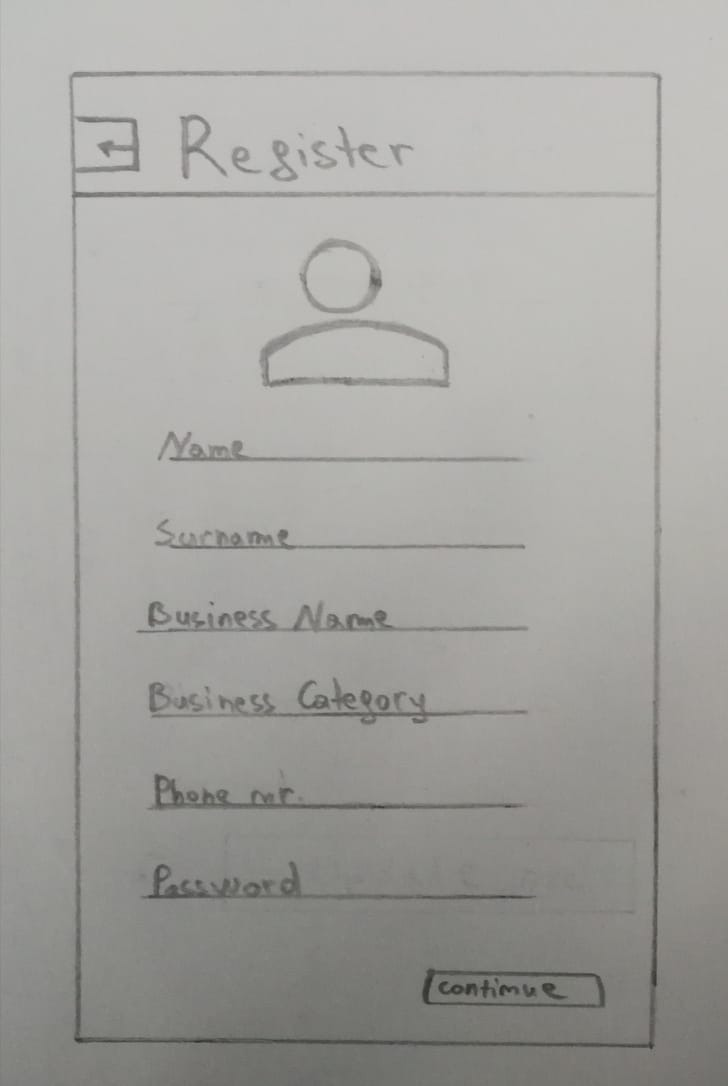 Register
Name
Surname
Business Name
Business Category
Phone nr.
Password
continue